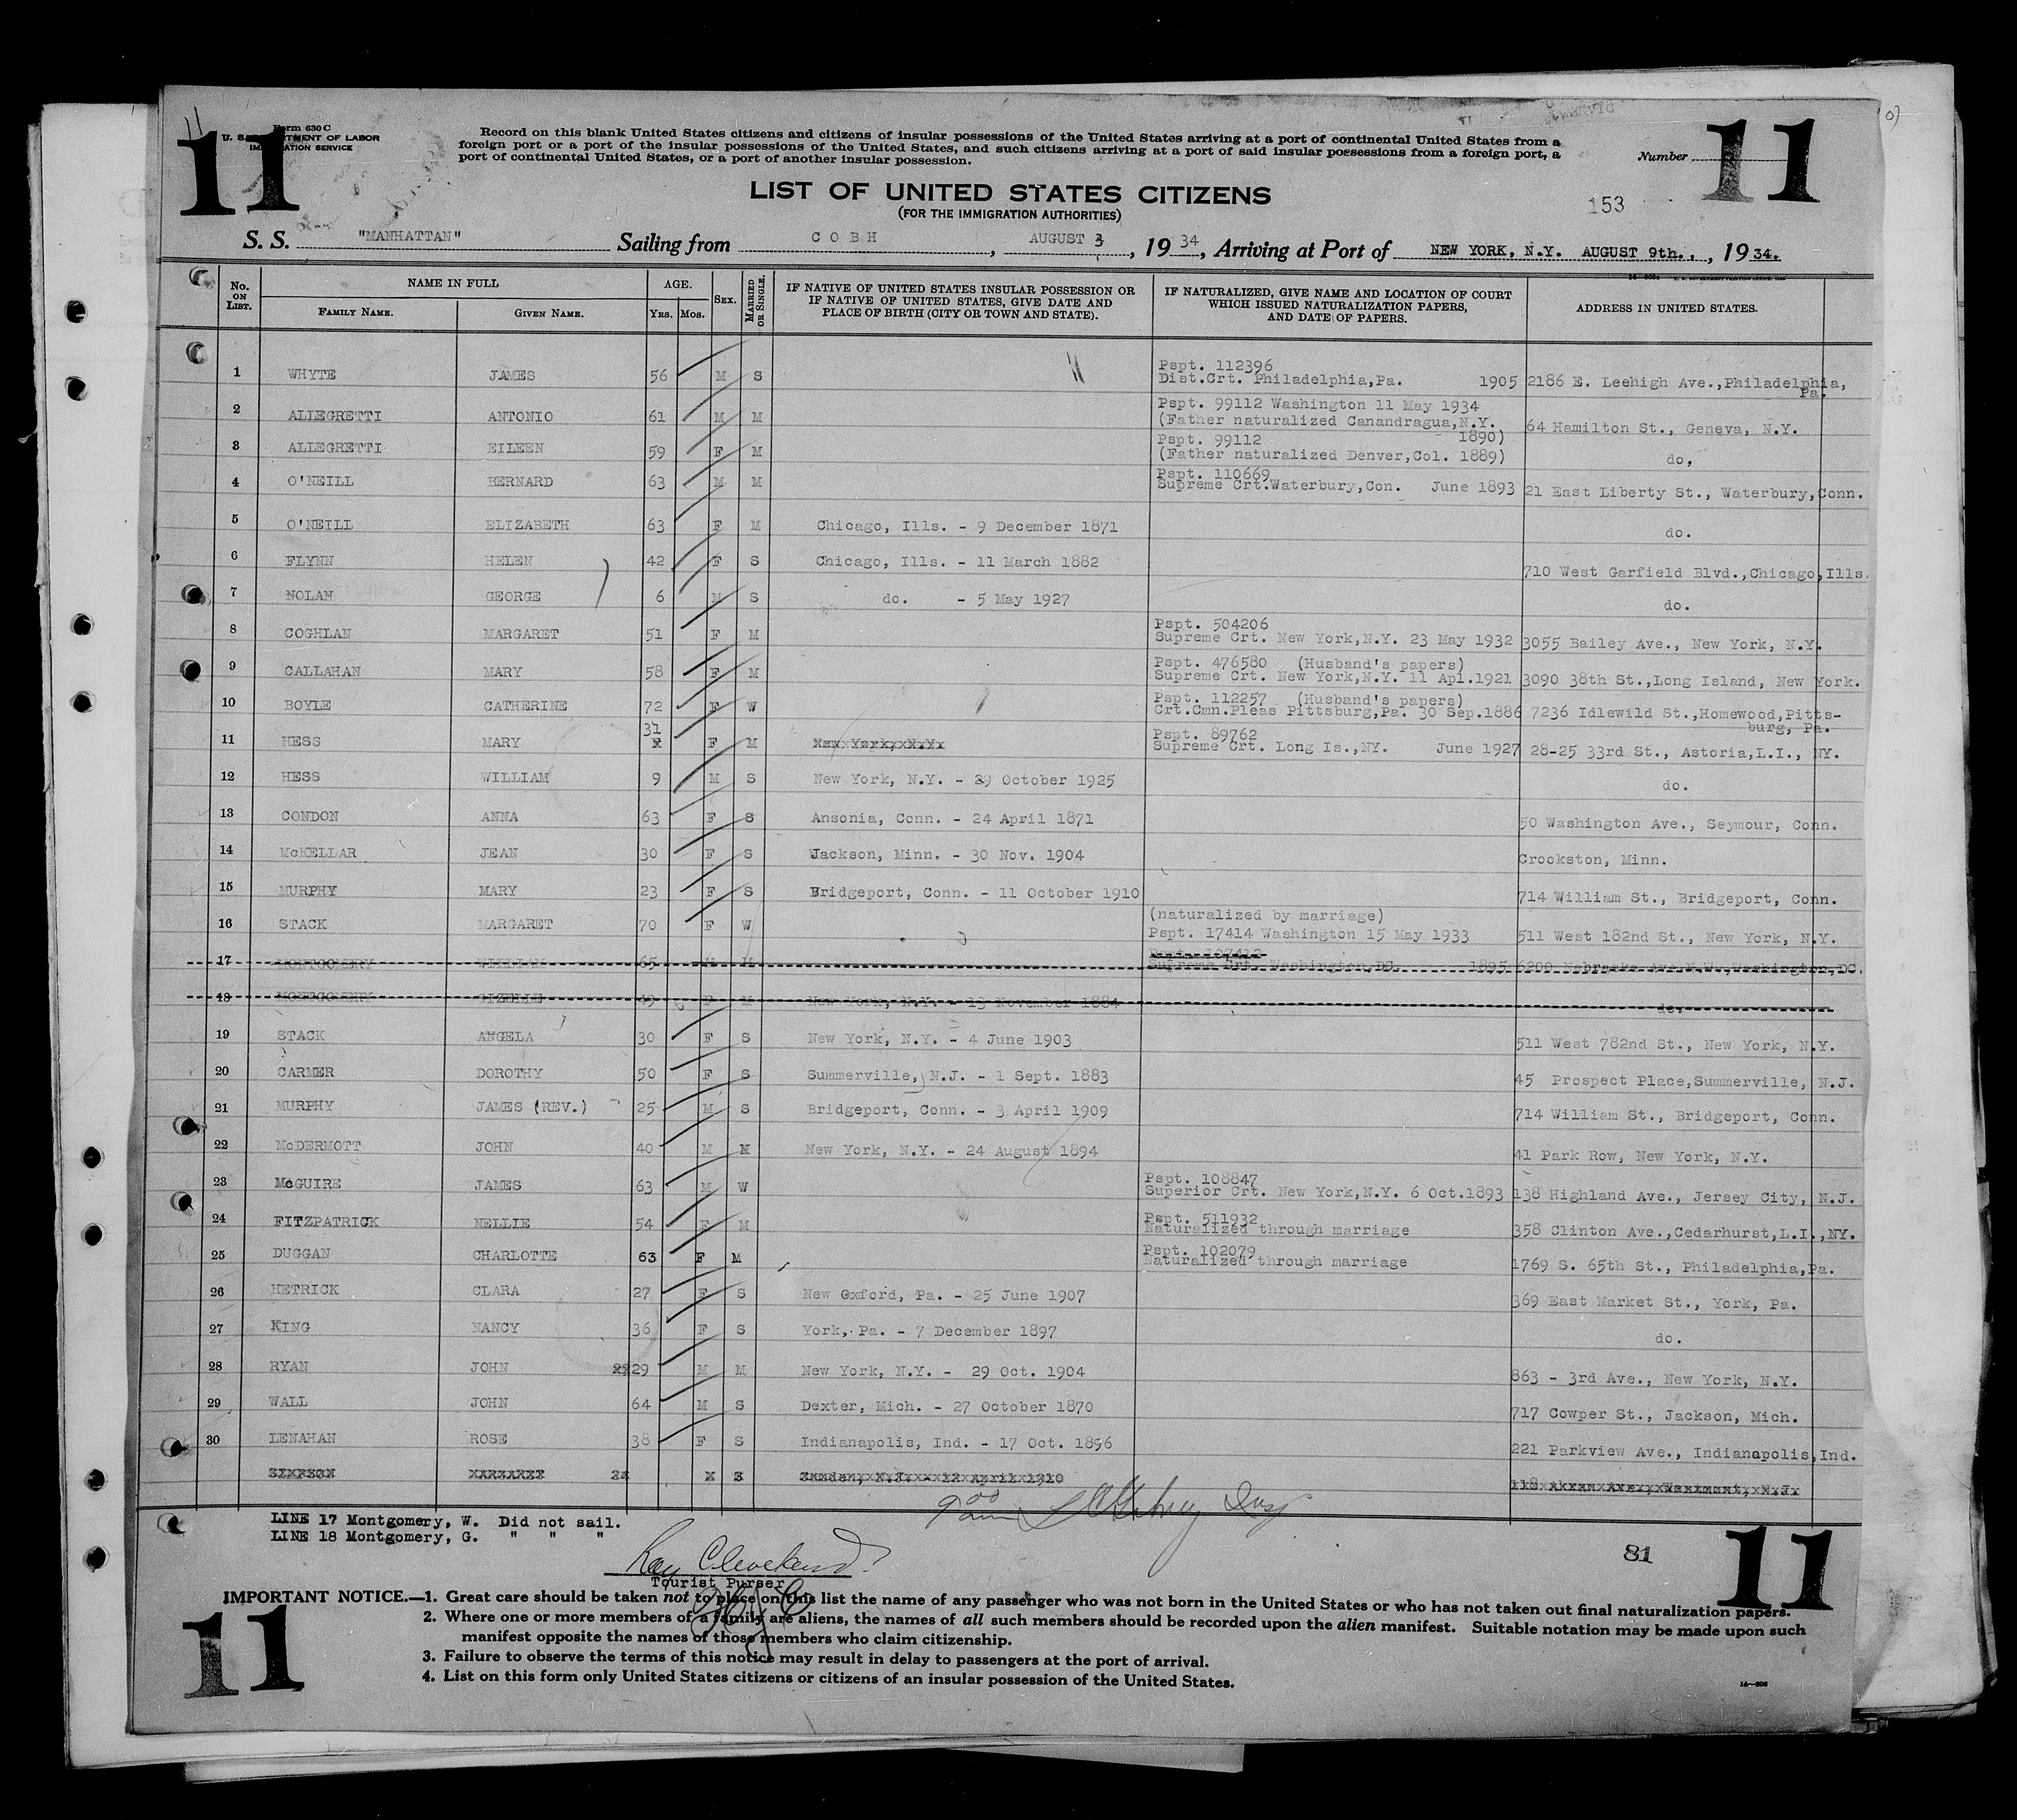 11
11
Form 630 C
U. S. DEPARTMENT OF LABOR
IMMIGRATION SERVICE
Record on this blank United States citizens and citizens of insular possessions of the United States arriving at a port of continental United States from a
foreign port or a port of the insular possessions of the United States, and such citizens arriving at a port of said insular possessions from a foreign port, a
port of continental United States, or a port of another insular possession.
Number
LIST OF UNITED STATES CITIZENS
(FOR THE IMMIGRATION AUTHORITIES)
153
S. S. "MANHATTAN" Sailing from COBH, AUGUST 3, 1934, Arriving at Port of NEW YORK, N.Y. AUGUST 9th., 1934.
No. ON LIST. NAME IN FULL AGE. SEX. MARRIED OR SINGLE. IF NATIVE OF UNITED STATES INSULAR POSSESSION OR IF NATIVE OF UNITED STATES, GIVE DATE AND PLACE OF BIRTH (CITY OR TOWN AND STATE). IF NATURALIZED, GIVE NAME AND LOCATION OF COURT WHICH ISSUED NATURALIZATION PAPERS, AND DATE OF PAPERS. ADDRESS IN UNITED STATES.
FAMILY NAME. GIVEN NAME. YRS. MOS.
1 WHYTE JAMES 56 M S Pspt. 112396
Dist.Crt. Philadelphia,Pa. 1905 2186 E. Leehigh Ave.,Philadelphia, Pa.
2 ALLEGRETTI ANTONIO 61 M M Pspt. 99112 Washington 11 May 1934
(Father naturalized Canandragua,N.Y. 1890) 64 Hamilton St., Geneva, N.Y.
3 ALLEGRETTI EILEEN 59 F M Pspt. 99112
(Father naturalized Denver,Col. 1889) do,
4 O'NEILL BERNARD 63 M M Pspt. 110669
Supreme Crt.Waterbury,Con. June 1893 21 East Liberty St., Waterbury,Conn.
5 O'NEILL ELIZABETH 63 F M Chicago, Ills. - 9 December 1871 do.
6 FLYNN HELEN 42 F S Chicago, Ills. - 11 March 1882 710 West Garfield Blvd.,Chicago,Ills.
7 NOLAN GEORGE 6 M S do. - 5 May 1927 do.
8 COGHLAN MARGARET 51 F M Pspt. 504206
Supreme Crt. New York,N.Y. 23 May 1932 3055 Bailey Ave., New York, N.Y.
9 CALLAHAN MARY 58 F M Pspt. 476580 (Husband's papers)
Supreme Crt. New York,N.Y. 11 Apl.1921 3090 38th St.,Long Island, New York.
10 BOYLE CATHERINE 72 F W Pspt. 112257 (Husband's papers)
Crt.Cmn.Pleas Pittsburg,Pa. 30 Sep.1886 7236 Idlewild St.,Homewood,Pitts-
burg, Pa.
11 HESS MARY 31 F M New York, N.Y. Pspt. 89762
Supreme Crt. Long Is.,NY. June 1927 28-25 33rd St., Astoria,L.I., NY.
12 HESS WILLIAM 9 M S New York, N.Y. - 29 October 1925 do.
13 CONDON ANNA 63 F S Ansonia, Conn. - 24 April 1871 50 Washington Ave., Seymour, Conn.
14 McKELLAR JEAN 30 F S Jackson, Minn. - 30 Nov. 1904 Crookston, Minn.
15 MURPHY MARY 23 F S Bridgeport, Conn. - 11 October 1910 714 William St., Bridgeport, Conn.
16 STACK MARGARET 70 F W (naturalized by marriage)
Pspt. 17414 Washington 15 May 1933 511 West 182nd St., New York, N.Y.
17 MONTGOMERY WILLIAM 65 M M Pspt. 107412
Supreme Crt. Washington,DC. 1895 6200 Nebraska Ave.N.W.,Washington,DC.
18 MONTGOMERY GIZELLE 49 F M New York, N.Y. - 13 November 1884 do.
19 STACK ANGELA 30 F S New York, N.Y. - 4 June 1903 511 West 782nd St., New York, N.Y.
20 CARMER DOROTHY 50 F S Summerville, N.J. - 1 Sept. 1883 45 Prospect Place,Summerville, N.J.
21 MURPHY JAMES (REV.) 25 M S Bridgeport, Conn. - 3 April 1909 714 William St., Bridgeport, Conn.
22 McDERMOTT JOHN 40 M M New York, N.Y. - 24 August 1894 41 Park Row, New York, N.Y.
23 McGUIRE JAMES 63 M W Pspt. 108847
Superior Crt. New York,N.Y. 6 Oct.1893 138 Highland Ave., Jersey City, N.J.
24 FITZPATRICK NELLIE 54 F M Pspt. 511932
Naturalized through marriage 358 Clinton Ave.,Cedarhurst,L.I.,NY.
25 DUGGAN CHARLOTTE 63 F M Pspt. 102079
Naturalized through marriage 1769 S. 65th St., Philadelphia,Pa.
26 HETRICK CLARA 27 F S New Oxford, Pa. - 25 June 1907 369 East Market St., York, Pa.
27 KING NANCY 36 F S York, Pa. - 7 December 1897 do.
28 RYAN JOHN 29 M M New York, N.Y. - 29 Oct. 1904 863 - 3rd Ave., New York, N.Y.
29 WALL JOHN 64 M S Dexter, Mich. - 27 October 1870 717 Cowper St., Jackson, Mich.
30 LENAHAN ROSE 38 F S Indianapolis, Ind. - 17 Oct. 1896 221 Parkview Ave., Indianapolis,Ind.
LINE 17 Montgomery, W. Did not sail.
LINE 18 Montgomery, G. " " "
Ray Cleveland
Tourist Purser
81
11
IMPORTANT NOTICE.—1. Great care should be taken not to place on this list the name of any passenger who was not born in the United States or who has not taken out final naturalization papers.
2. Where one or more members of a family are aliens, the names of all such members should be recorded upon the alien manifest. Suitable notation may be made upon such
manifest opposite the names of those members who claim citizenship.
3. Failure to observe the terms of this notice may result in delay to passengers at the port of arrival.
4. List on this form only United States citizens or citizens of an insular possession of the United States.
11